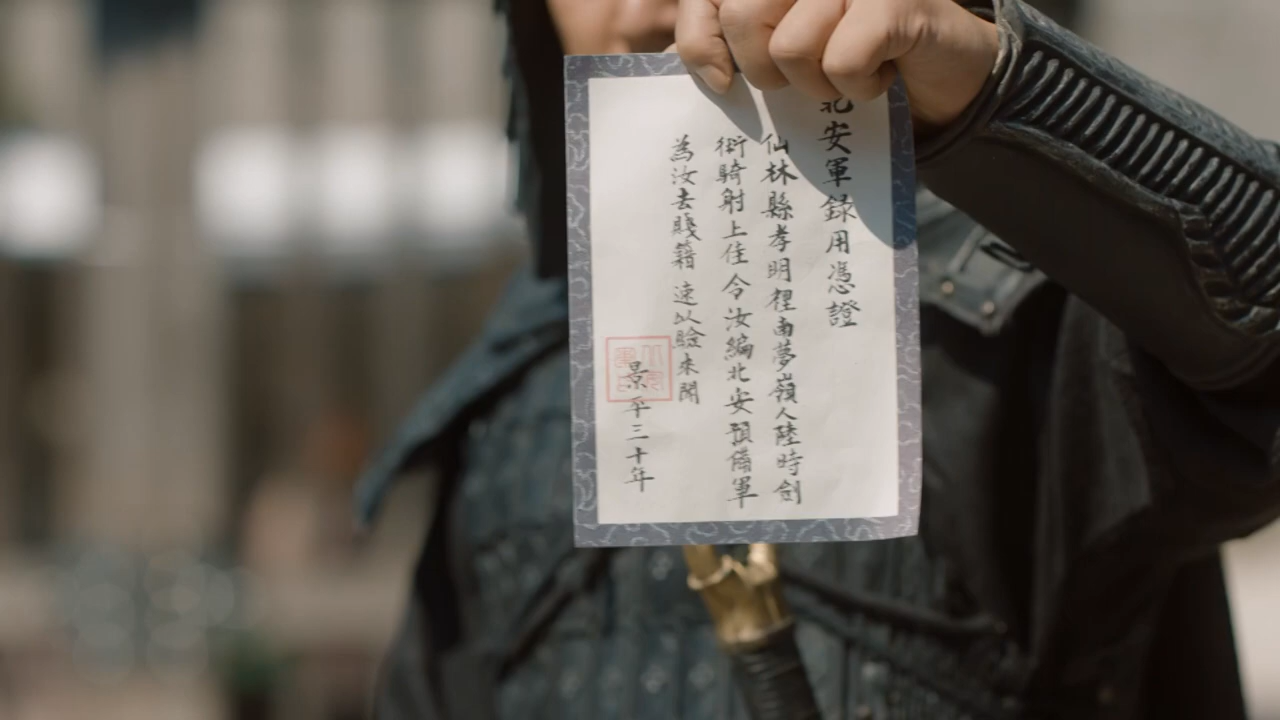 北安軍録用憑證
仙林縣孝明裡南夢嶺人陸時劍
衚騎射上佳 令汝編北安預備軍
為汝去賤籍 速以驗來閱
景平三十年